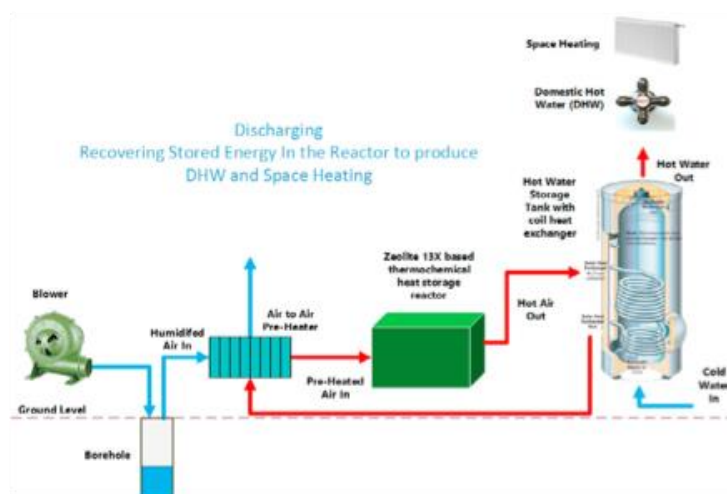 Space Heating
Domestic Hot
Water (DHW)
Discharging
Recovering Stored Energy In the Reactor to produce
DHW and Space Heating
Hot Water
Out
Hot Water
Storage
Tank with
coil heat
exchanger
Zeolite 13X based
thermochemical
heat storage
reactor
Blower
Air to Air
Pre-Heater
Humidifed
Air In
Hot Air
Out
Pre-Heated
Air In
Cold
Water
In
Ground Level
Borehole